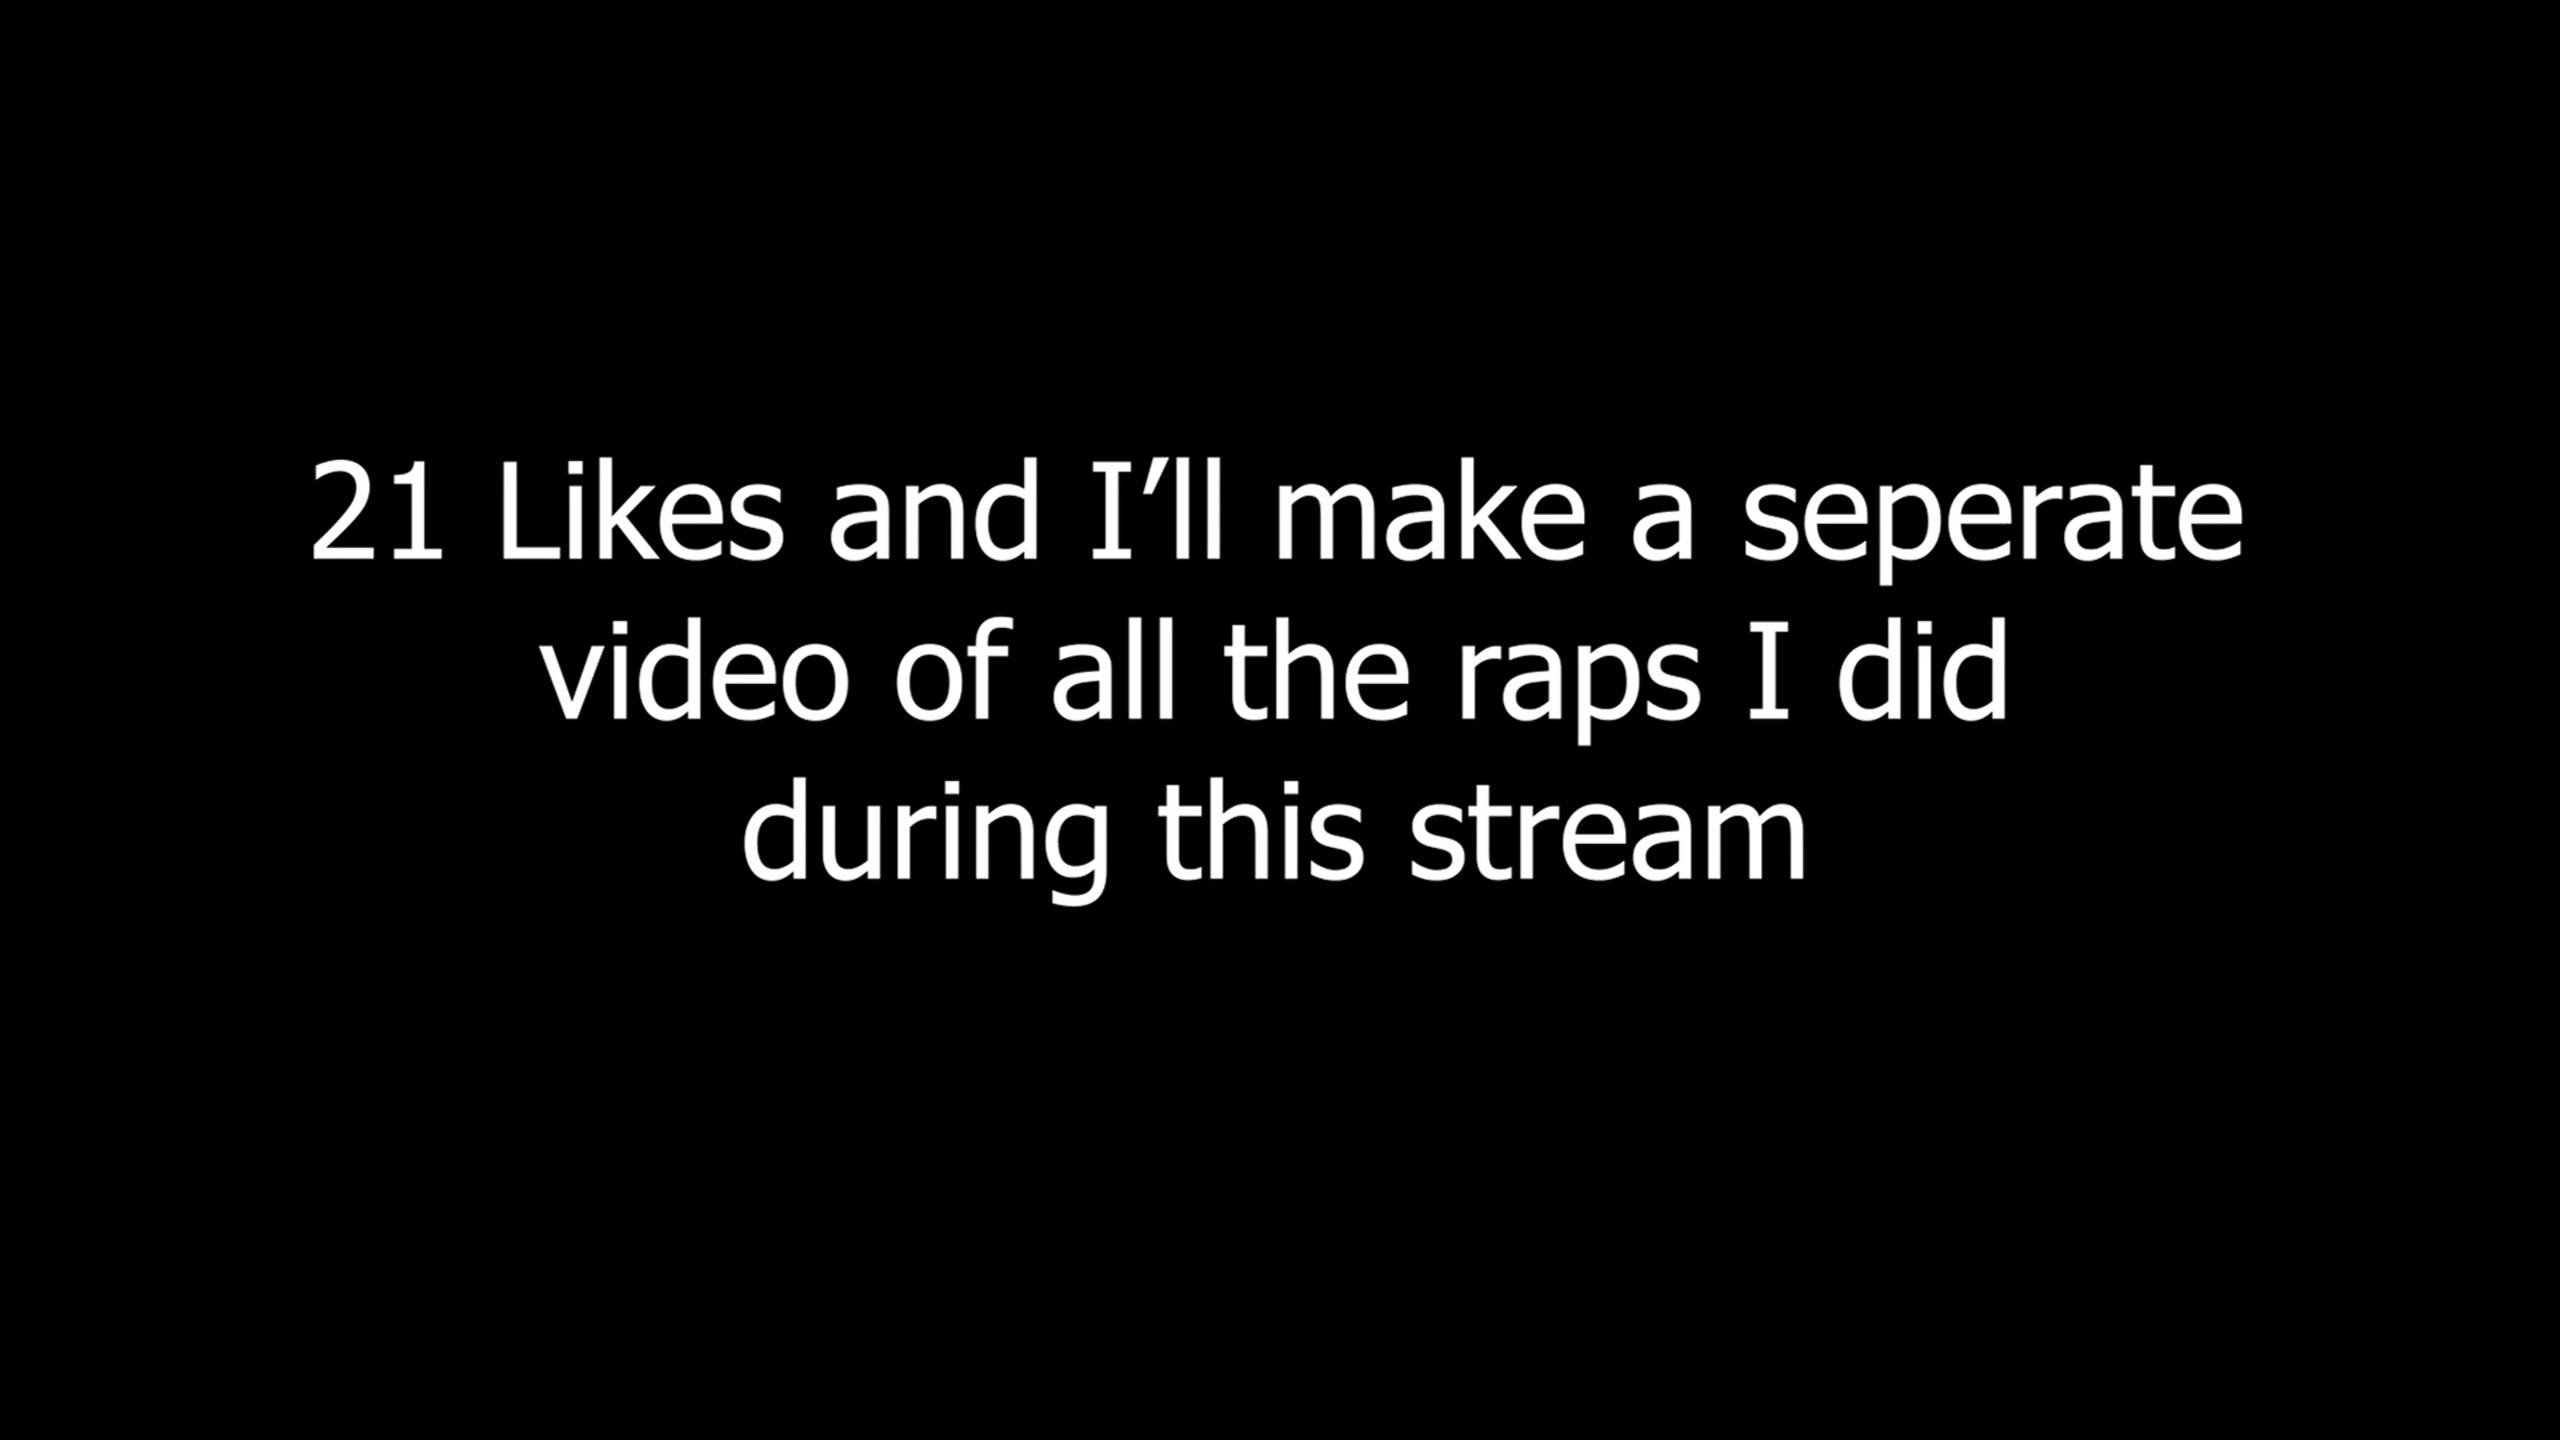 21 Likes and I’ll make a seperate
video of all the raps I did
during this stream